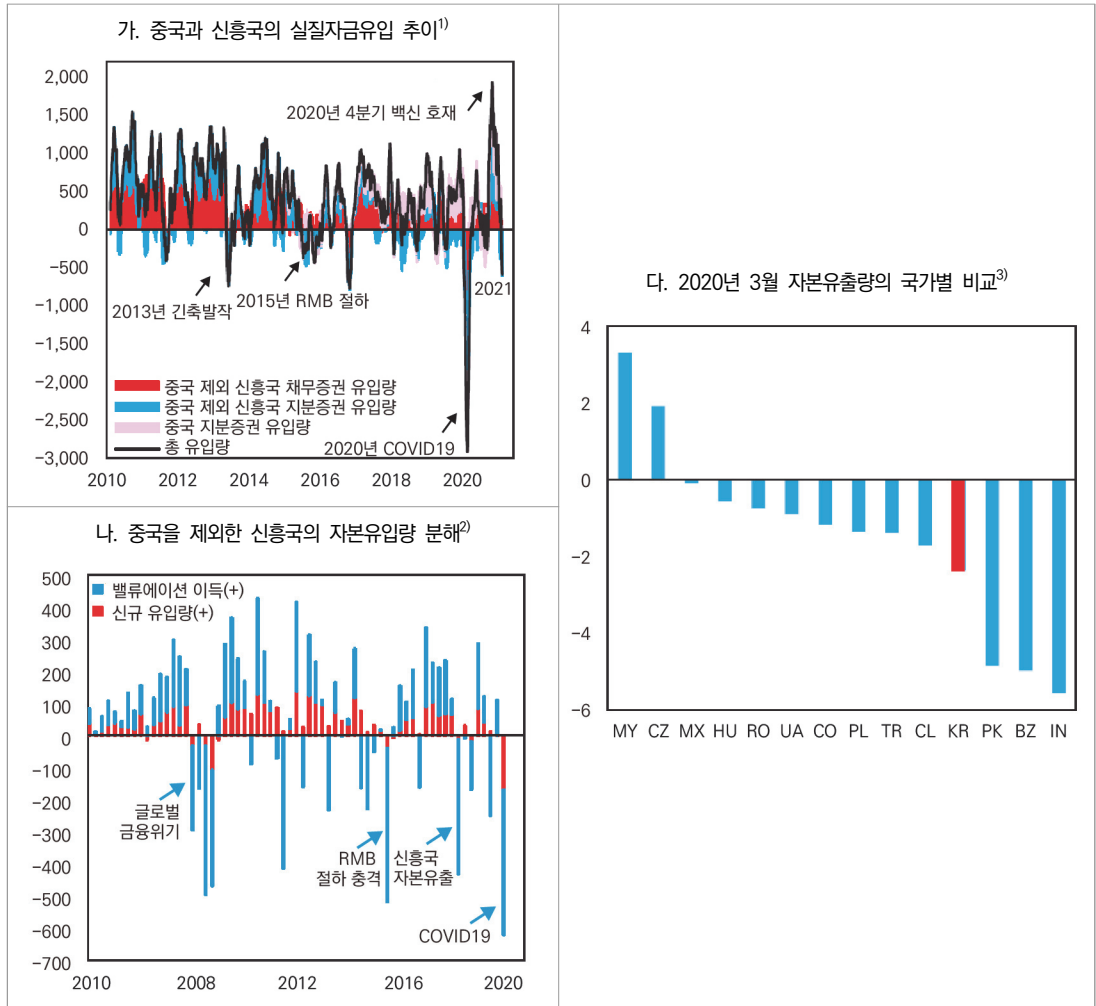 가. 중국과 신흥국의 실질자금유입 추이1)
2,000
1,500
1,000
500
0
−500
−1,000
−1,500
−2,000
−2,500
−3,000
2020년 4분기 백신 호재
2013년 긴축발작
2015년 RMB 절하
2021
중국 제외 신흥국 채무증권 유입량
중국 제외 신흥국 지분증권 유입량
중국 지분증권 유입량
총 유입량
2020년 COVID19
2010 2012 2014 2016 2018 2020
나. 중국을 제외한 신흥국의 자본유입량 분해2)
500
400
300
200
100
0
−100
−200
−300
−400
−500
−600
−700
밸류에이션 이득(+)
신규 유입량(+)
글로벌
금융위기
RMB
절하 충격
신흥국
자본유출
COVID19
2010 2008 2012 2016 2020
다. 2020년 3월 자본유출량의 국가별 비교3)
4
2
0
−2
−4
−6
MY CZ MX HU RO UA CO PL TR CL KR PK BZ IN